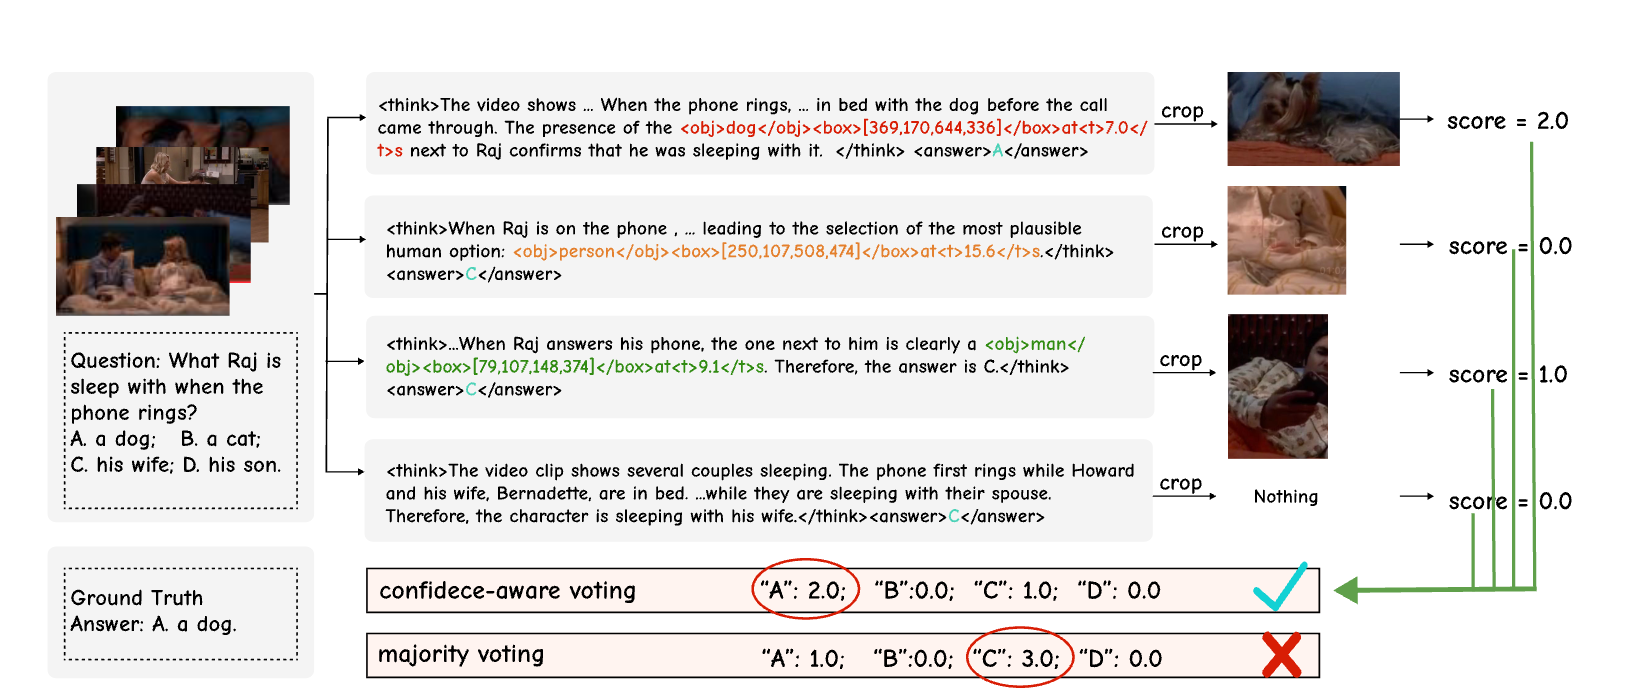 Question: What Raj is
sleep with when the
phone rings?
A. a dog; B. a cat;
C. his wife; D. his son.
Ground Truth
Answer: A. a dog.
<think>The video shows ... When the phone rings, ... in bed with the dog before the call
came through. The presence of the <obj>dog</obj><box>[369,170,644,336]</box>at<t>7.0</
t>s next to Raj confirms that he was sleeping with it. </think> <answer>A</answer>
crop
score = 2.0
<think>When Raj is on the phone , ... leading to the selection of the most plausible
human option: <obj>person</obj><box>[250,107,508,474]</box>at<t>15.6</t>s.</think>
<answer>C</answer>
crop
score = 0.0
<think>...When Raj answers his phone, the one next to him is clearly a <obj>man</
obj><box>[79,107,148,374]</box>at<t>9.1</t>s. Therefore, the answer is C.</think>
<answer>C</answer>
crop
score = 1.0
<think>The video clip shows several couples sleeping. The phone first rings while Howard
and his wife, Bernadette, are in bed. ...while they are sleeping with their spouse.
Therefore, the character is sleeping with his wife.</think><answer>C</answer>
crop
Nothing
score = 0.0
confidece-aware voting "A": 2.0; "B":0.0; "C": 1.0; "D": 0.0
majority voting "A": 1.0; "B":0.0; "C": 3.0; "D": 0.0